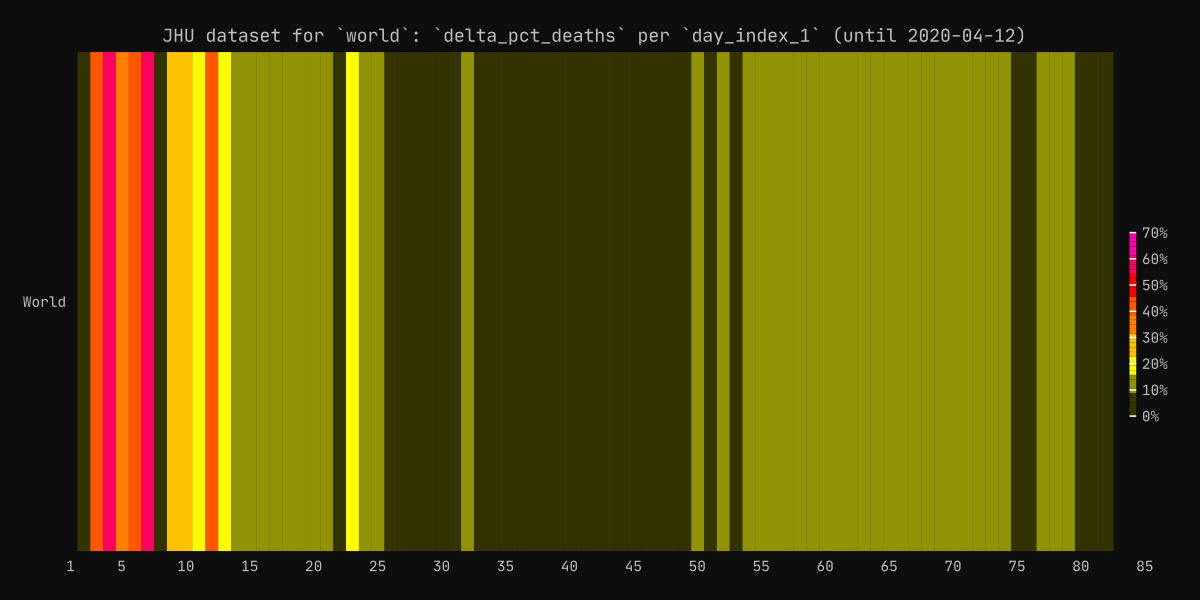 JHU dataset for `world`: `delta_pct_deaths` per `day_index_1` (until 2020-04-12)
70%
60%
50%
40%
World
30%
20%
10%
0%
1 5 10 15 20 25 30 35 40 45 50 55 60 65 70 75 80 85